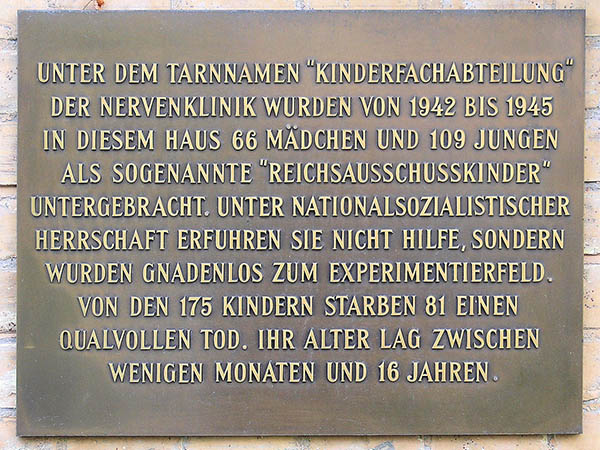 UNTER DEM TARNNAMEN "KINDERFACHABTEILUNG"
DER NERVENKLINIK WURDEN VON 1942 BIS 1945
IN DIESEM HAUS 66 MÄDCHEN UND 109 JUNGEN
ALS SOGENANNTE "REICHSAUSSCHUSSKINDER"
UNTERGEBRACHT. UNTER NATIONALSOZIALISTISCHER
HERRSCHAFT ERFUHREN SIE NICHT HILFE, SONDERN
WURDEN GNADENLOS ZUM EXPERIMENTIERFELD.
VON DEN 175 KINDERN STARBEN 81 EINEN
QUALVOLLEN TOD. IHR ALTER LAG ZWISCHEN
WENIGEN MONATEN UND 16 JAHREN.